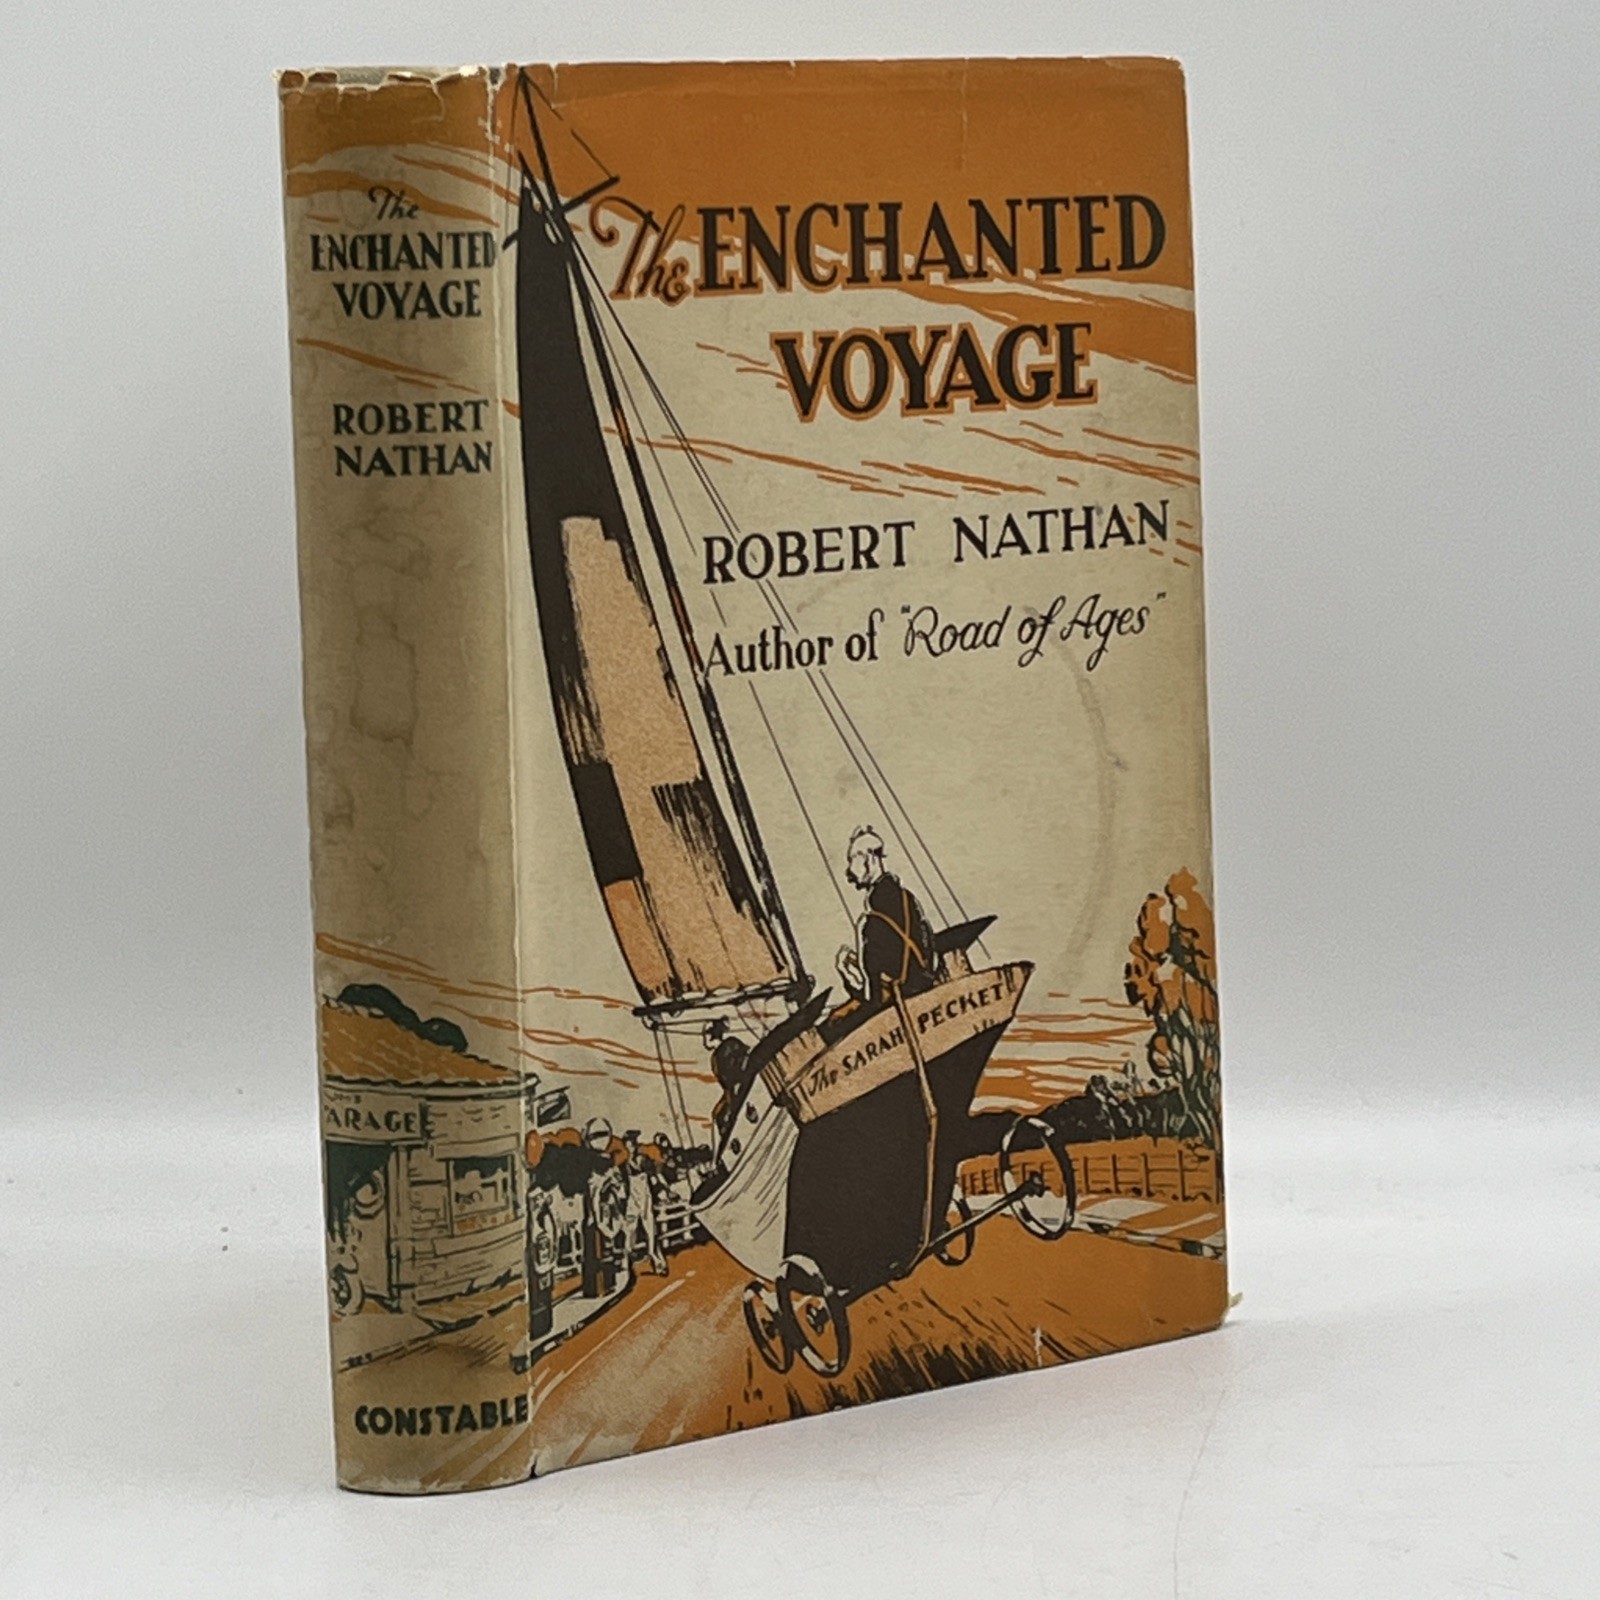 The
ENCHANTED
VOYAGE
ROBERT
NATHAN
ARAGE
CONSTABLE
The ENCHANTED
VOYAGE
ROBERT NATHAN
Author of "Road of Ages"
The SARAH PECKET